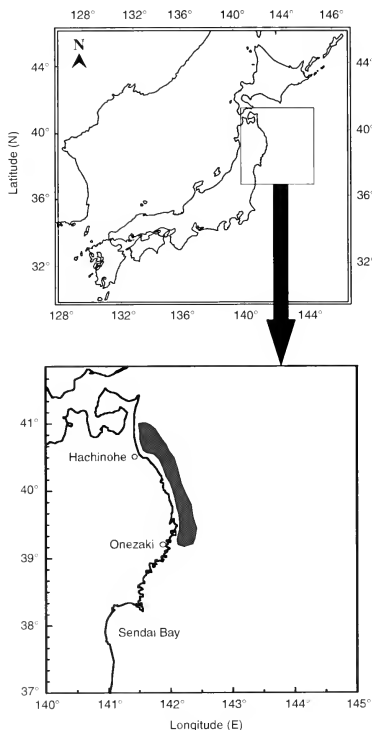 128° 132° 136° 140° 144° 146°
N
44° 44°
40° 40°
36° 36°
32° 32°
Latitude (N)
128° 132° 136° 140° 144°
41°
Hachinohe
40°
Onezaki
39°
38°
Sendai Bay
37°
140° 141° 142° 143° 144° 145°
Longitude (E)